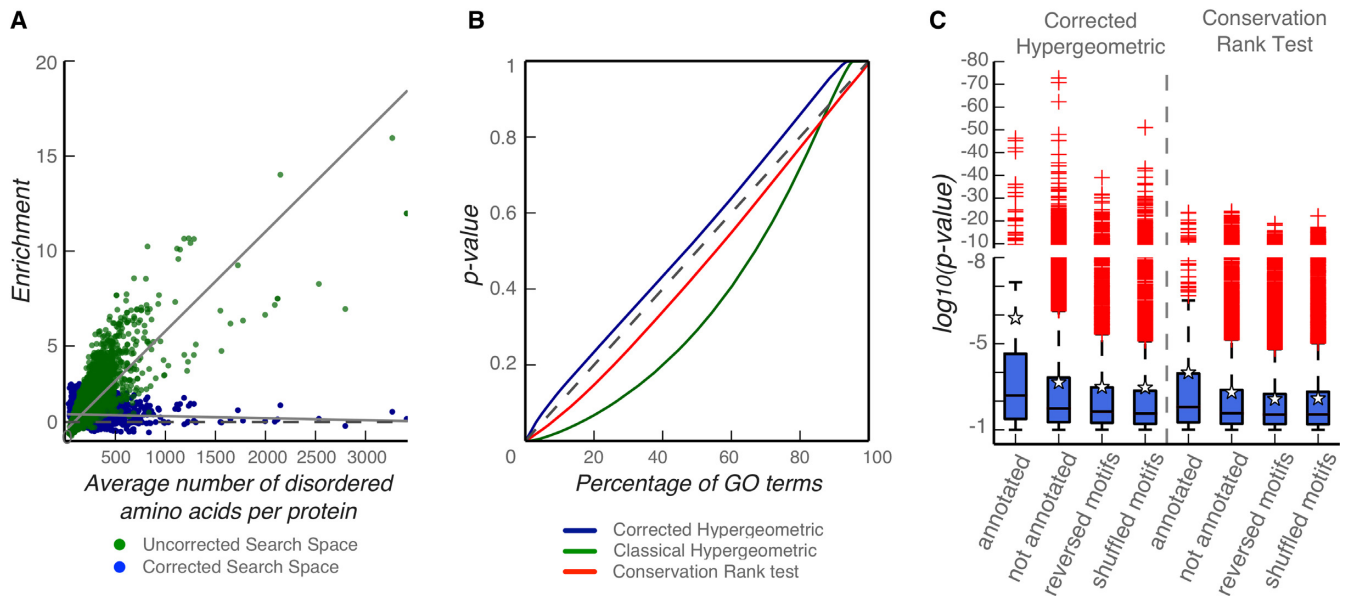 A
20
15
10
5
0
Enrichment
500
1000
1500
2000
2500
3000
Average number of disordered
amino acids per protein
Uncorrected Search Space
Corrected Search Space
B
1
0.8
0.6
0.4
0.2
p-value
0
20
40
60
80
100
Percentage of GO terms
Corrected Hypergeometric
Classical Hypergeometric
Conservation Rank test
C
Corrected
Hypergeometric
Conservation
Rank Test
-80
-70
-60
-50
-40
-30
-20
-10
-8
-5
-1
log10(p-value)
annotated
not annotated
reversed motifs
shuffled motifs
annotated
not annotated
reversed motifs
shuffled motifs